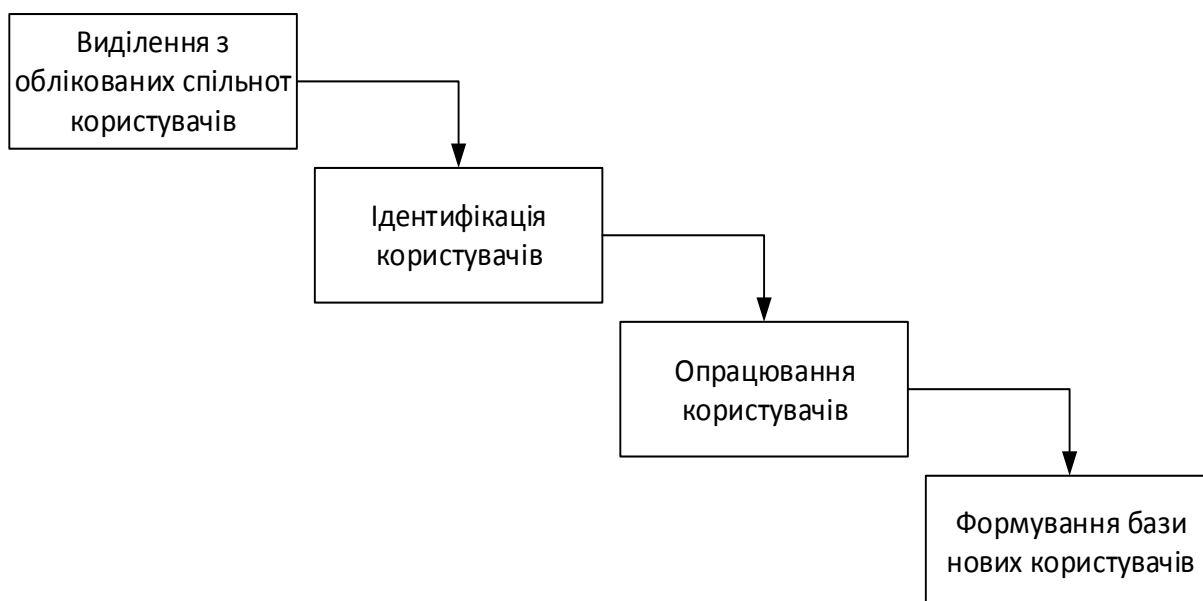 Виділення з
облікованих спільнот
користувачів
Ідентифікація
користувачів
Опрацювання
користувачів
Формування бази
нових користувачів